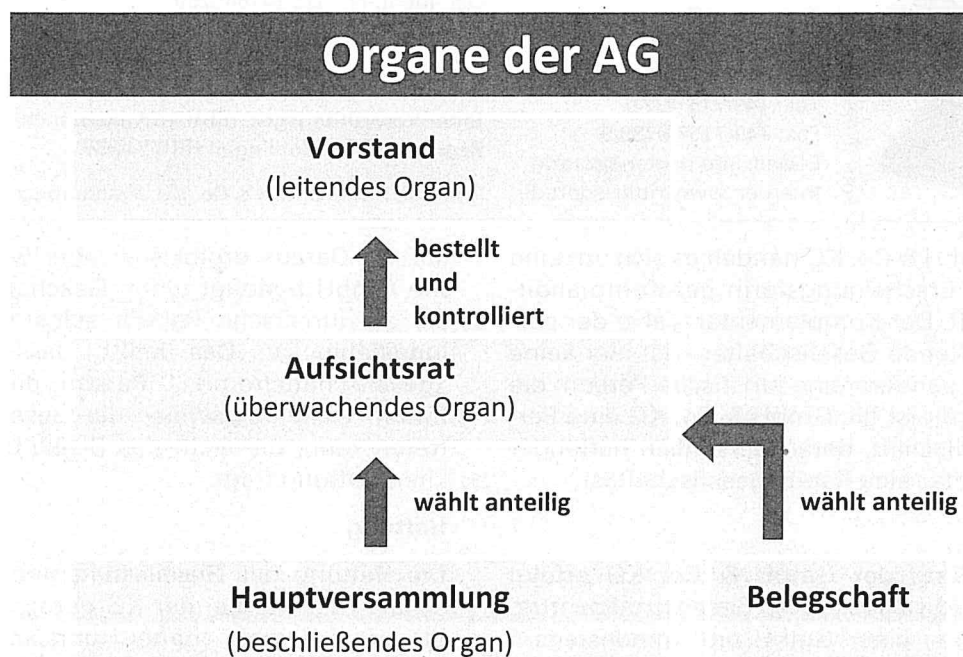 Organe der AG
Vorstand
(leitendes Organ)
bestellt
und
kontrolliert
Aufsichtsrat
(überwachendes Organ)
wählt anteilig
wählt anteilig
Hauptversammlung
(beschließendes Organ)
Belegschaft